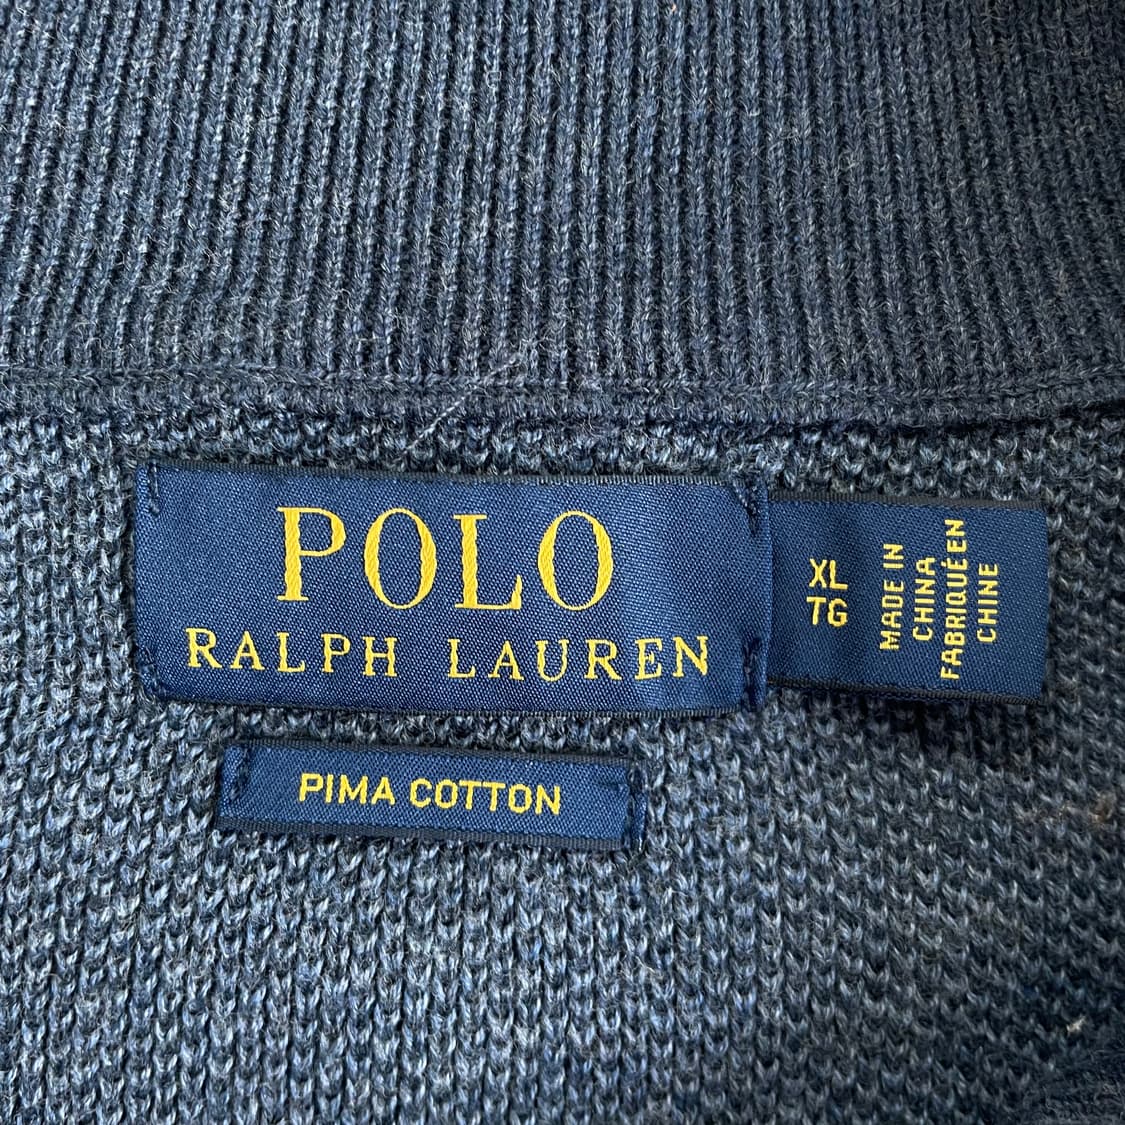 POLO
RALPH LAUREN
XL
TG
MADE IN
CHINA
FABRIQUÉ EN
CHINE
PIMA COTTON